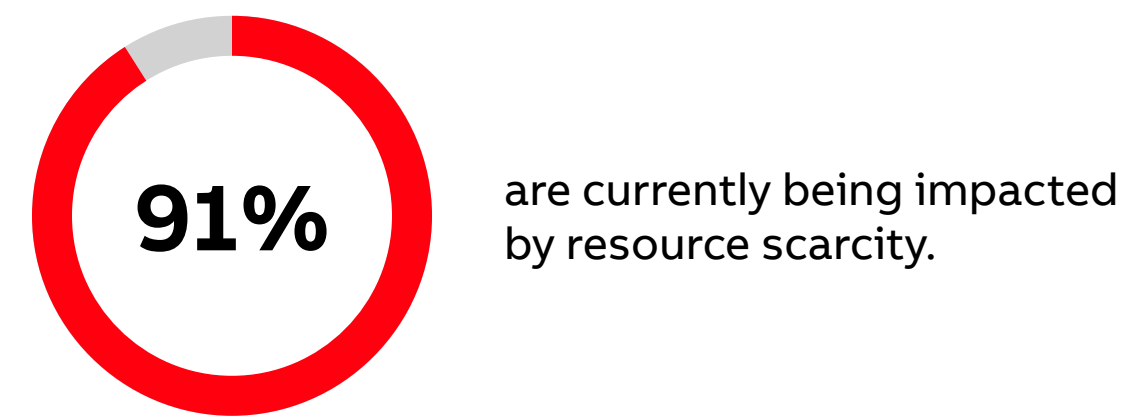 91%
are currently being impacted
by resource scarcity.